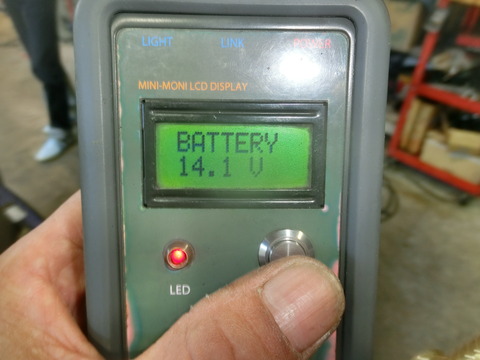 LIGHT LINK POWER
MINI-MONI LCD DISPLAY
BATTERY
14.1 V
LED